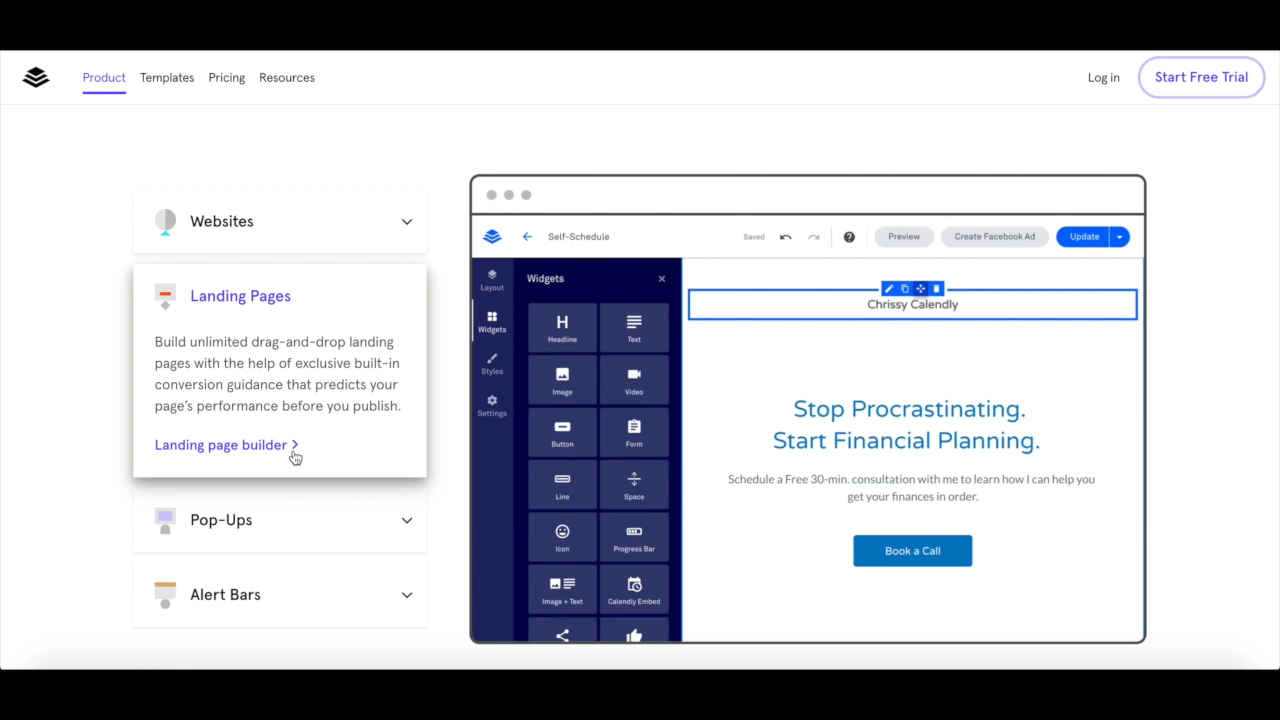 Product Templates Pricing Resources
Log in Start Free Trial
Websites
Landing Pages
Build unlimited drag-and-drop landing
pages with the help of exclusive built-in
conversion guidance that predicts your
page’s performance before you publish.
Landing page builder
Pop-Ups
Alert Bars
Self-Schedule Saved Preview Create Facebook Ad Update
Layout
Widgets
Styles
Settings
Widgets
Headline Text
Image Video
Button Form
Line Space
Icon Progress Bar
Image + Text Calendly Embed
Chrissy Calendly
Stop Procrastinating.
Start Financial Planning.
Schedule a Free 30-min. consultation with me to learn how I can help you
get your finances in order.
Book a Call